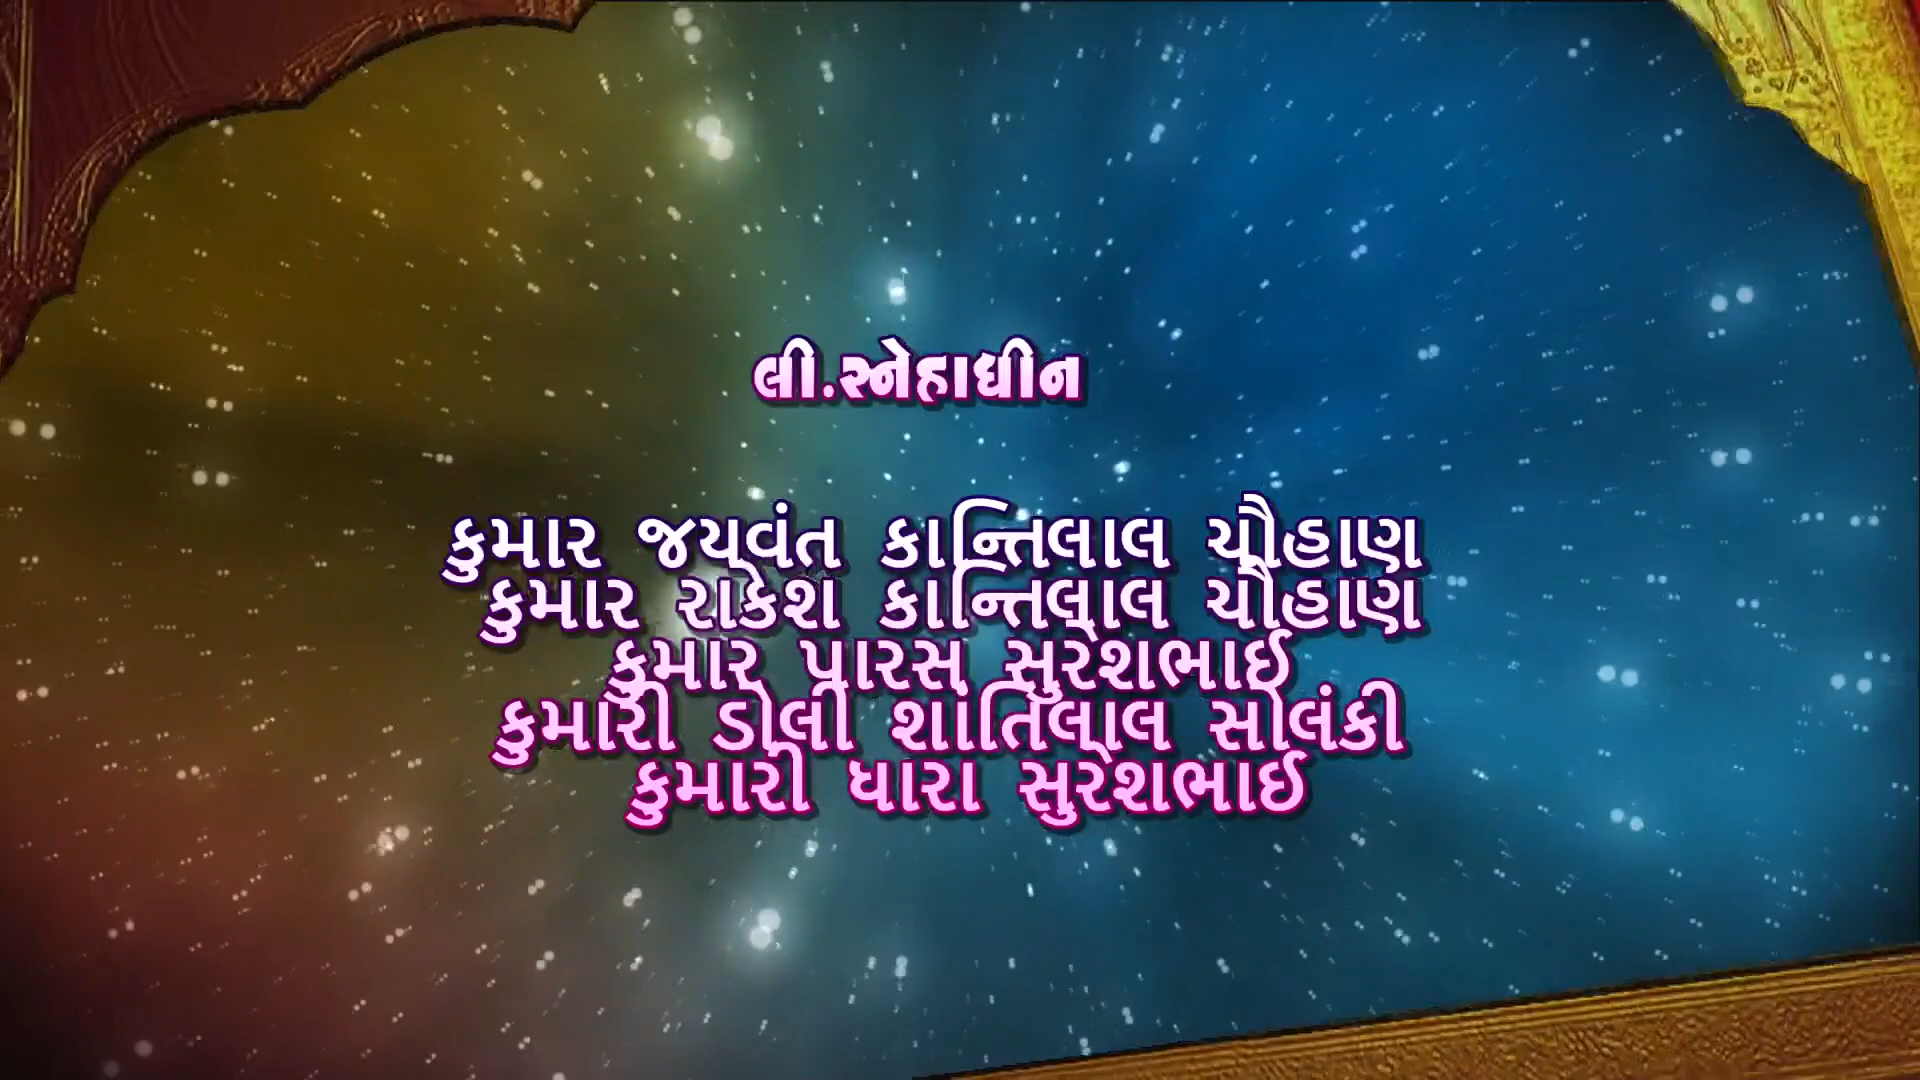 લી.સ્નેહાધીન
કુમાર જયવંત કાન્તિલાલ ચૌહાણ
કુમાર રાકેશ કાન્તિલાલ ચૌહાણ
કુમાર પારસ સુરેશભાઈ
કુમારી ડોલી શાંતિલાલ સોલંકી
કુમારી ધારા સુરેશભાઈ